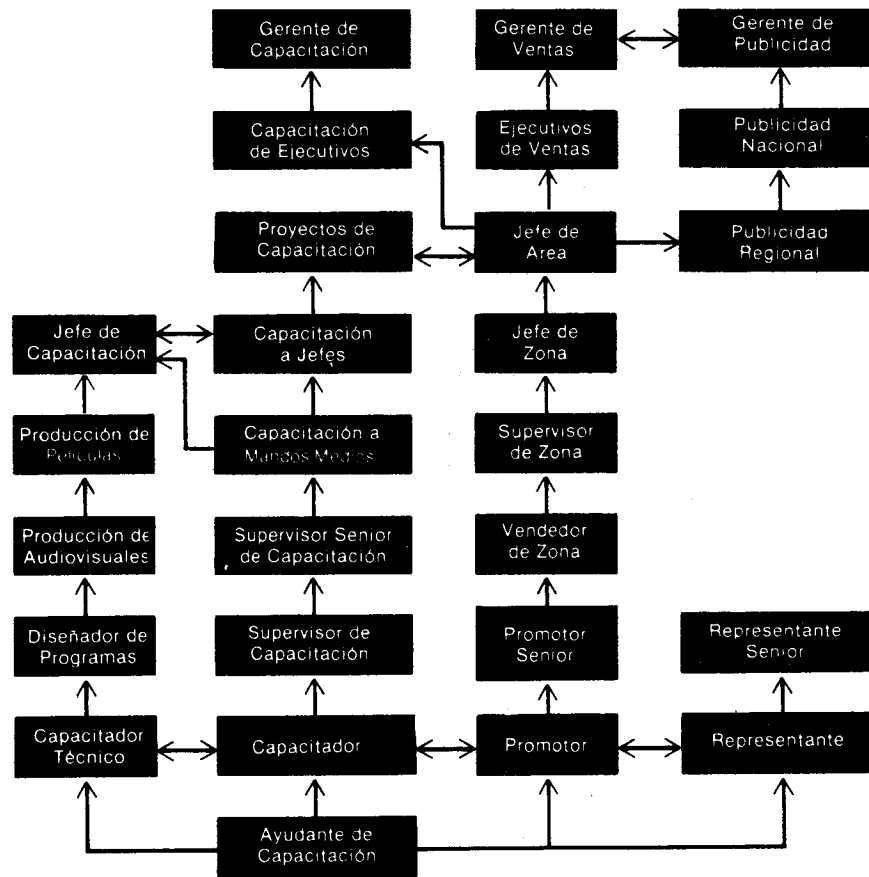 Gerente de
Capacitación
Gerente de
Ventas
Gerente de
Publicidad
Capacitación
de Ejecutivos
Ejecutivos
de Ventas
Publicidad
Nacional
Proyectos de
Capacitación
Jefe de
Area
Publicidad
Regional
Jefe de
Capacitación
Capacitación
a Jefes
Jefe de
Zona
Producción de
Películas
Capacitación a
Mandos Medios
Supervisor
de Zona
Producción de
Audiovisuales
Supervisor Senior
de Capacitación
Vendedor
de Zona
Diseñador de
Programas
Supervisor de
Capacitación
Promotor
Senior
Representante
Senior
Capacitador
Técnico
Capacitador
Promotor
Representante
Ayudante de
Capacitación